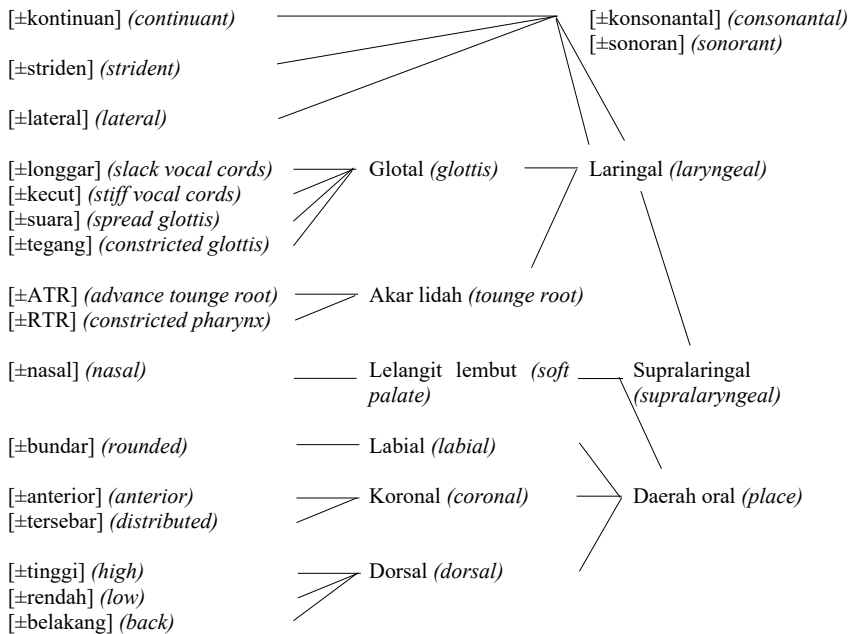 [±kontinuan] (continuant)
[±konsonantal] (consonantal)
[±sonoran] (sonorant)
[±striden] (strident)
[±lateral] (lateral)
[±longgar] (slack vocal cords)
Glotal (glottis)
Laringal (laryngeal)
[±kecut] (stiff vocal cords)
[±suara] (spread glottis)
[±tegang] (constricted glottis)
[±ATR] (advance tounge root)
Akar lidah (tounge root)
[±RTR] (constricted pharynx)
[±nasal] (nasal)
Lelangit lembut (soft
palate)
Supralaringal
(supralaryngeal)
[±bundar] (rounded)
Labial (labial)
[±anterior] (anterior)
Koronal (coronal)
Daerah oral (place)
[±tersebar] (distributed)
[±tinggi] (high)
Dorsal (dorsal)
[±rendah] (low)
[±belakang] (back)